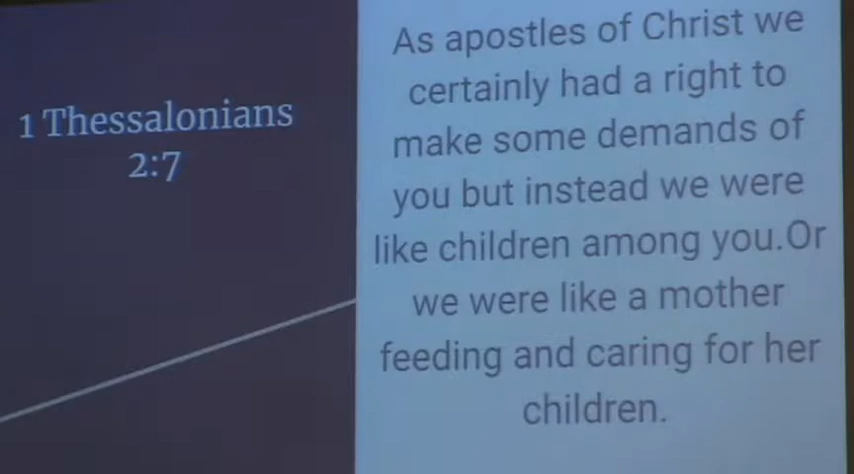 1 Thessalonians
2:7
As apostles of Christ we
certainly had a right to
make some demands of
you but instead we were
like children among you.Or
we were like a mother
feeding and caring for her
children.